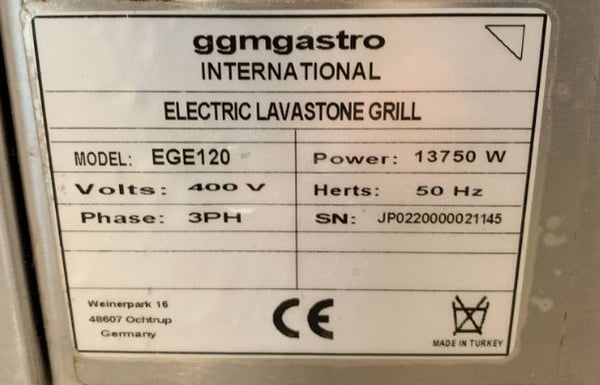 ggmgastro
INTERNATIONAL
ELECTRIC LAVASTONE GRILL
MODEL: EGE120
Power: 13750 W
Volts: 400 V
Herts: 50 Hz
Phase: 3PH
SN: JP0220000021145
Weinerpark 16
48607 Ochtrup
Germany
CE
MADE IN TURKEY